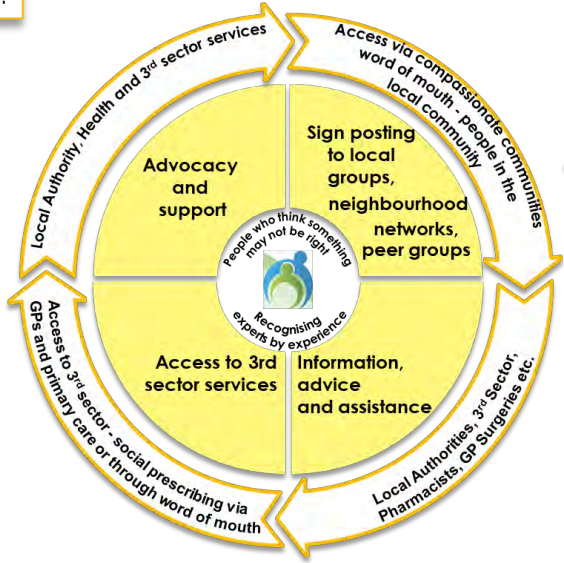 Local Authority, Health and 3rd sector services
Access via compassionate communities
word of mouth - people in the
local community
Advocacy
and
support
Sign posting
to local
groups,
neighbourhood
networks,
peer groups
People who think something
may not be right
Recognising
experts by experience
Access to 3rd
sector services
Information,
advice
and assistance
Access to 3rd sector - social prescribing via
GPs and primary care or through word of mouth
Local Authorities, 3rd Sector,
Pharmacists, GP Surgeries etc.